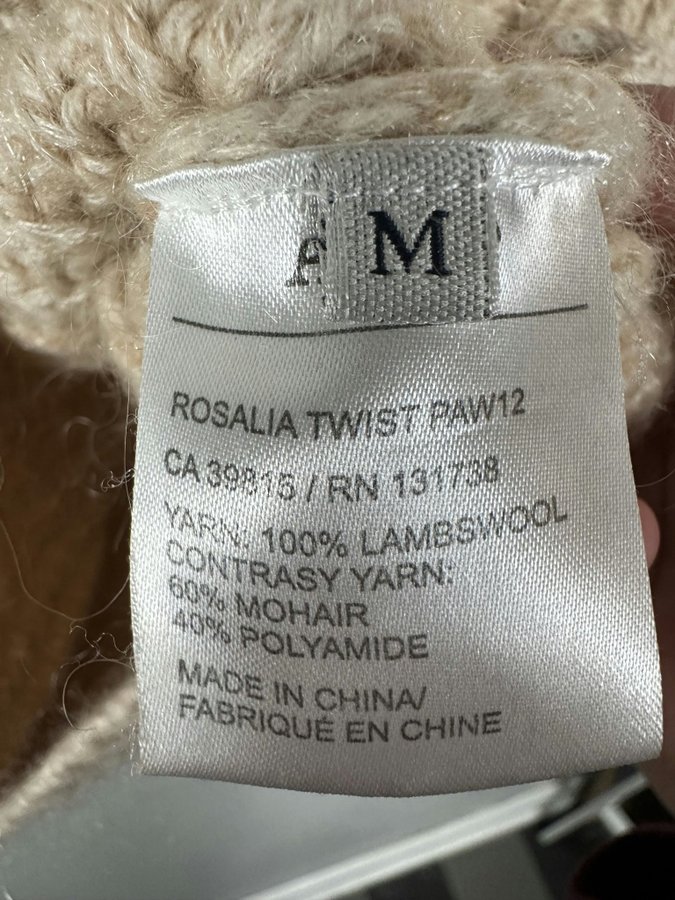 M
ROSALIA TWIST PAW12
CA 39815 / RN 131738
YARN: 100% LAMBSWOOL
CONTRASY YARN:
60% MOHAIR
40% POLYAMIDE
MADE IN CHINA/
FABRIQUÉ EN CHINE